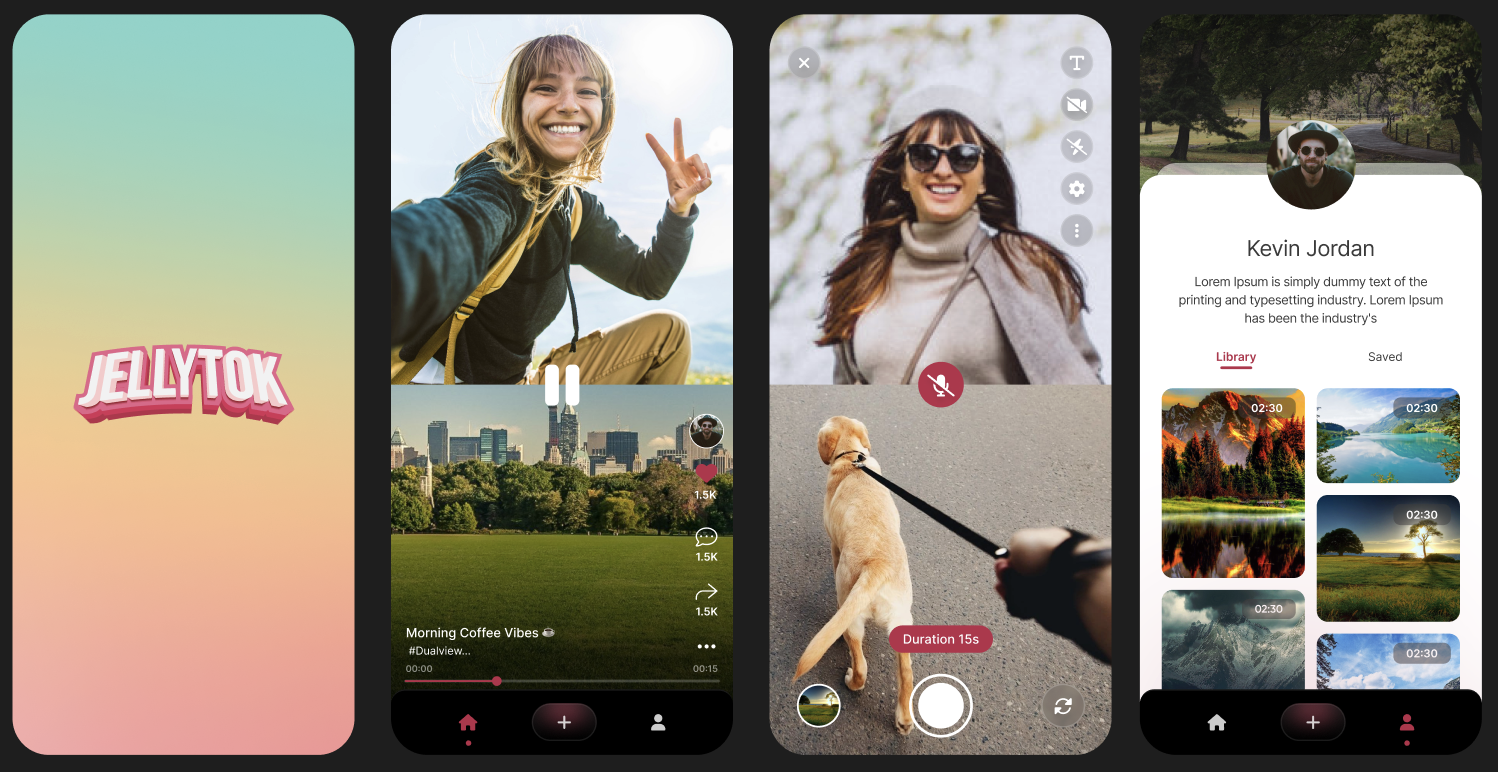 JELLYTOK
1.5K
1.5K
1.5K
Morning Coffee Vibes ☕
#Dualview...
00:00
00:15
T
Duration 15s
Kevin Jordan
Lorem Ipsum is simply dummy text of the
printing and typesetting industry. Lorem Ipsum
has been the industry's
Library
Saved
02:30
02:30
02:30
02:30
02:30